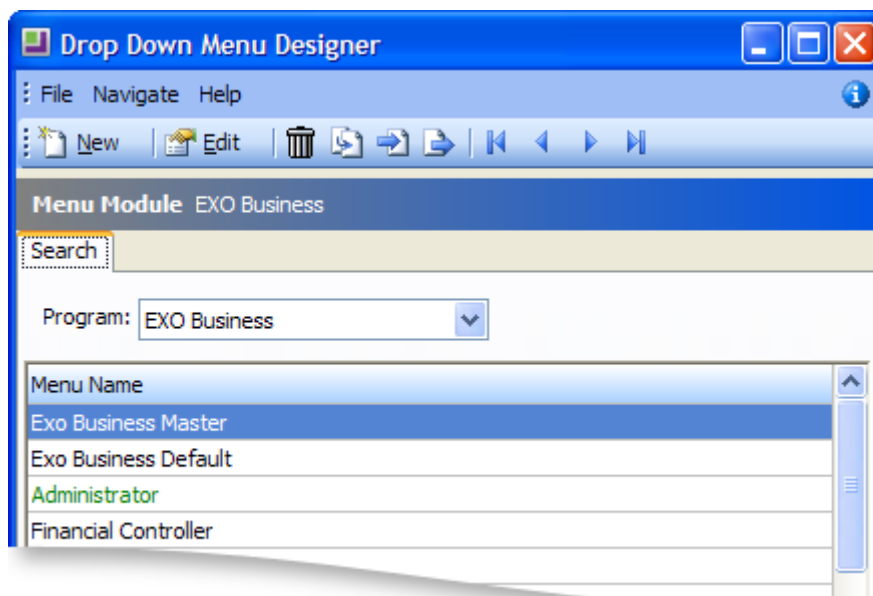 Drop Down Menu Designer
File Navigate Help
New Edit
Menu Module EXO Business
Search
Program: EXO Business
Menu Name
Exo Business Master
Exo Business Default
Administrator
Financial Controller